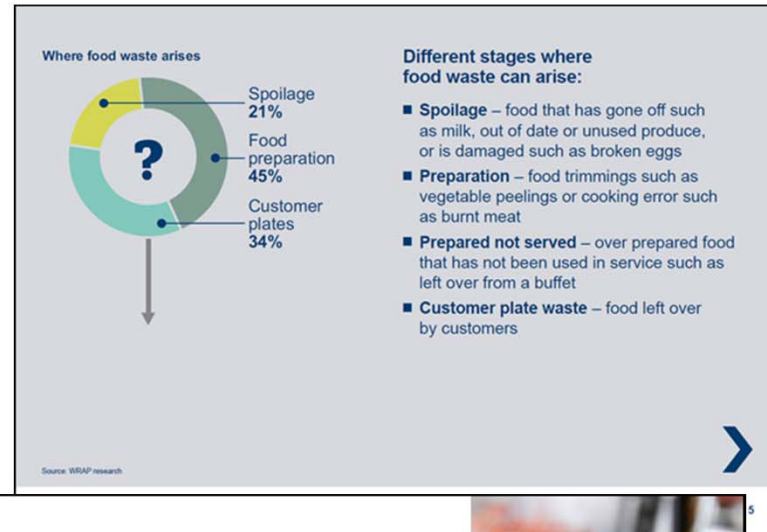 Where food waste arises
Spoilage
21%
Food
preparation
45%
Customer
plates
34%
?
Different stages where
food waste can arise:
■ Spoilage – food that has gone off such
as milk, out of date or unused produce,
or is damaged such as broken eggs
■ Preparation – food trimmings such as
vegetable peelings or cooking error such
as burnt meat
■ Prepared not served – over prepared food
that has not been used in service such as
left over from a buffet
■ Customer plate waste – food left over
by customers
Source: WRAP research
5